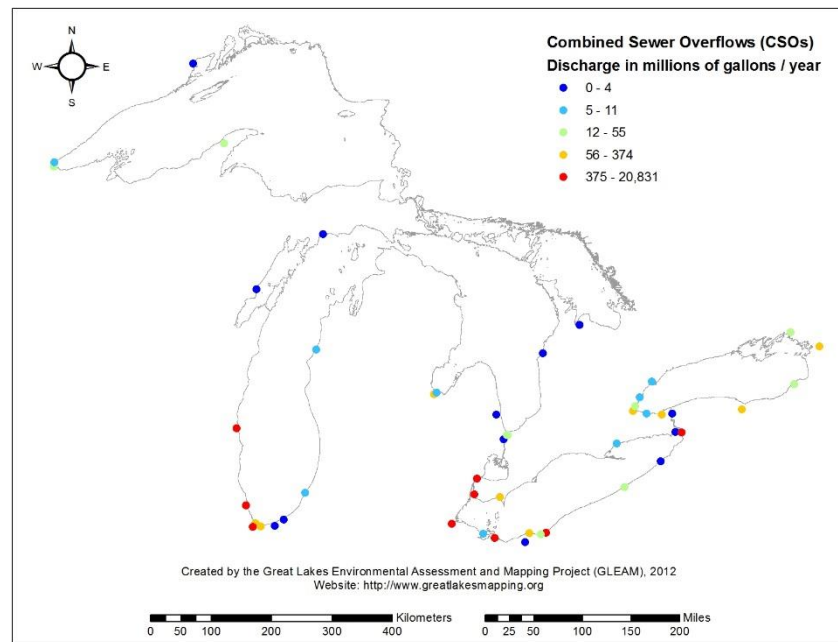 N
W E
S
Combined Sewer Overflows (CSOs)
Discharge in millions of gallons / year
0 - 4
5 - 11
12 - 55
56 - 374
375 - 20,831
Created by the Great Lakes Environmental Assessment and Mapping Project (GLEAM), 2012
Website: http://www.greatlakesmapping.org
Kilometers
0 50 100 200 300 400
Miles
0 25 50 100 150 200